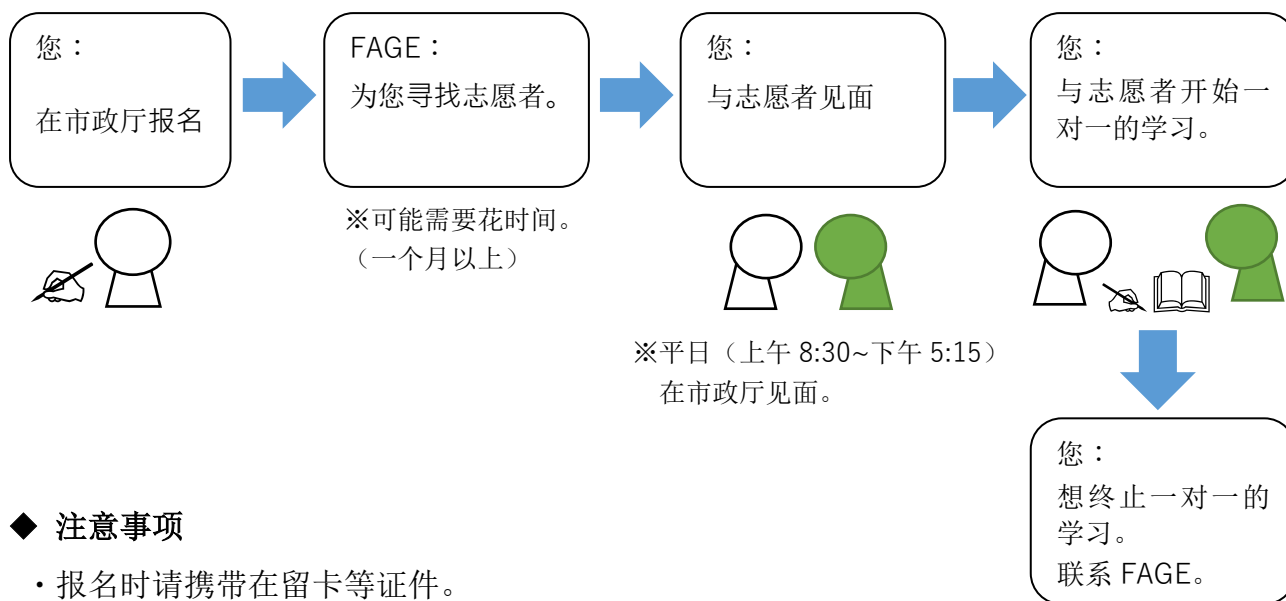 您：
在市政厅报名
FAGE：
为您寻找志愿者。
※可能需要花时间。
（一个月以上）
您：
与志愿者见面
※平日（上午 8:30~下午 5:15）
在市政厅见面。
您：
与志愿者开始一
对一的学习。
您：
想终止一对一的
学习。
联系 FAGE。
◆ 注意事项
・报名时请携带在留卡等证件。